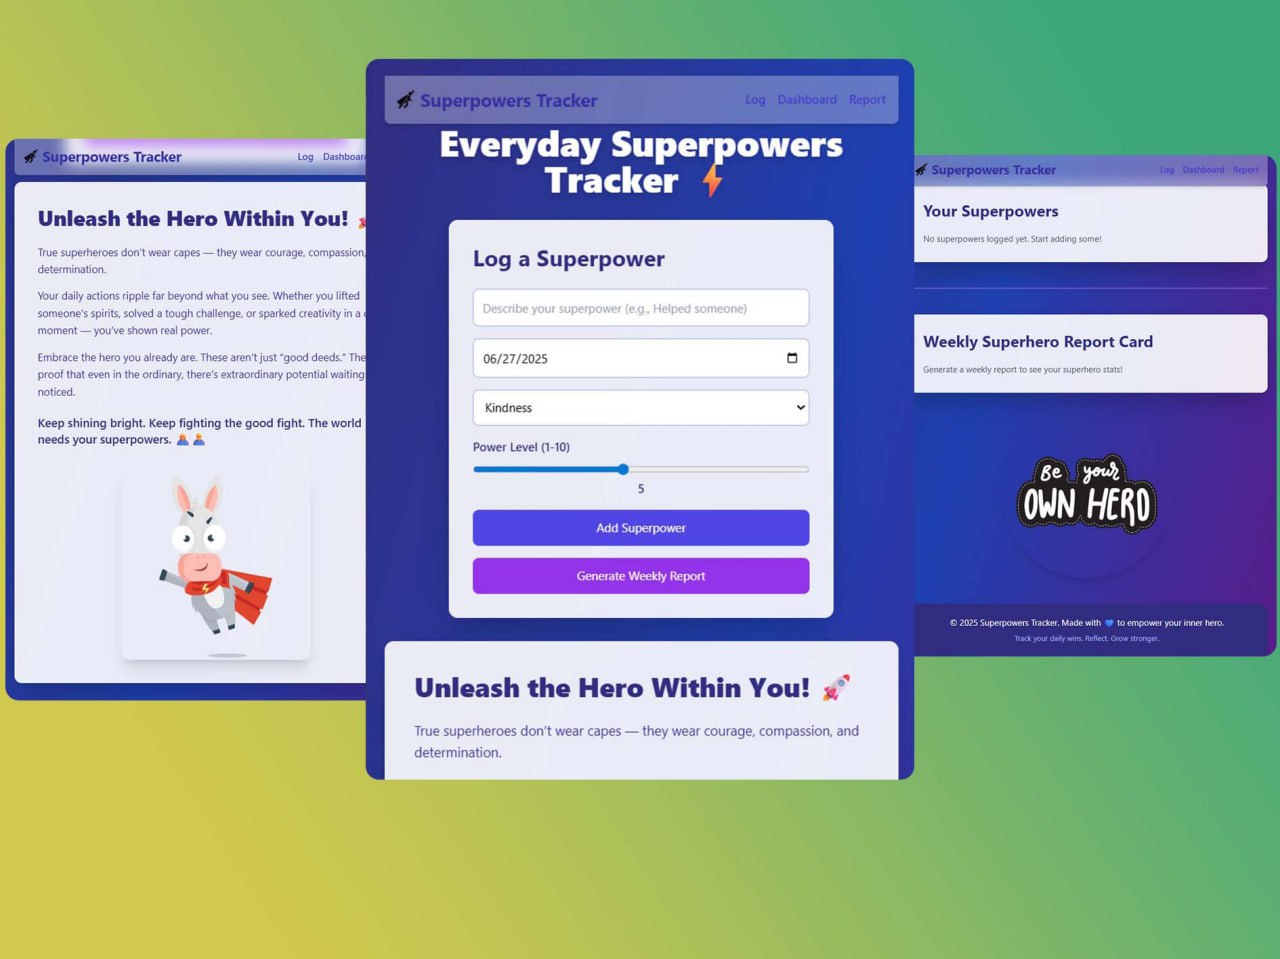 Superpowers Tracker
Log Dashboard
Unleash the Hero Within You! 🚀
True superheroes don't wear capes — they wear courage, compassion,
determination.
Your daily actions ripple far beyond what you see. Whether you lifted
someone's spirits, solved a tough challenge, or sparked creativity in a
moment — you've shown real power.
Embrace the hero you already are. These aren't just "good deeds."
proof that even in the ordinary, there's extraordinary potential waiting
noticed.
Keep shining bright. Keep fighting the good fight. The world
needs your superpowers.
Superpowers Tracker
Log Dashboard Report
Everyday Superpowers
Tracker ⚡
Log a Superpower
Describe your superpower (e.g., Helped someone)
06/27/2025
Kindness
Power Level (1-10)
5
Add Superpower
Generate Weekly Report
Unleash the Hero Within You! 🚀
True superheroes don't wear capes — they wear courage, compassion, and
determination.
Superpowers Tracker
Log Dashboard Report
Your Superpowers
No superpowers logged yet. Start adding some!
Weekly Superhero Report Card
Generate a weekly report to see your superhero stats!
Be your
OWN HERO
© 2025 Superpowers Tracker. Made with 💙 to empower your inner hero.
Track your daily wins. Reflect. Grow stronger.